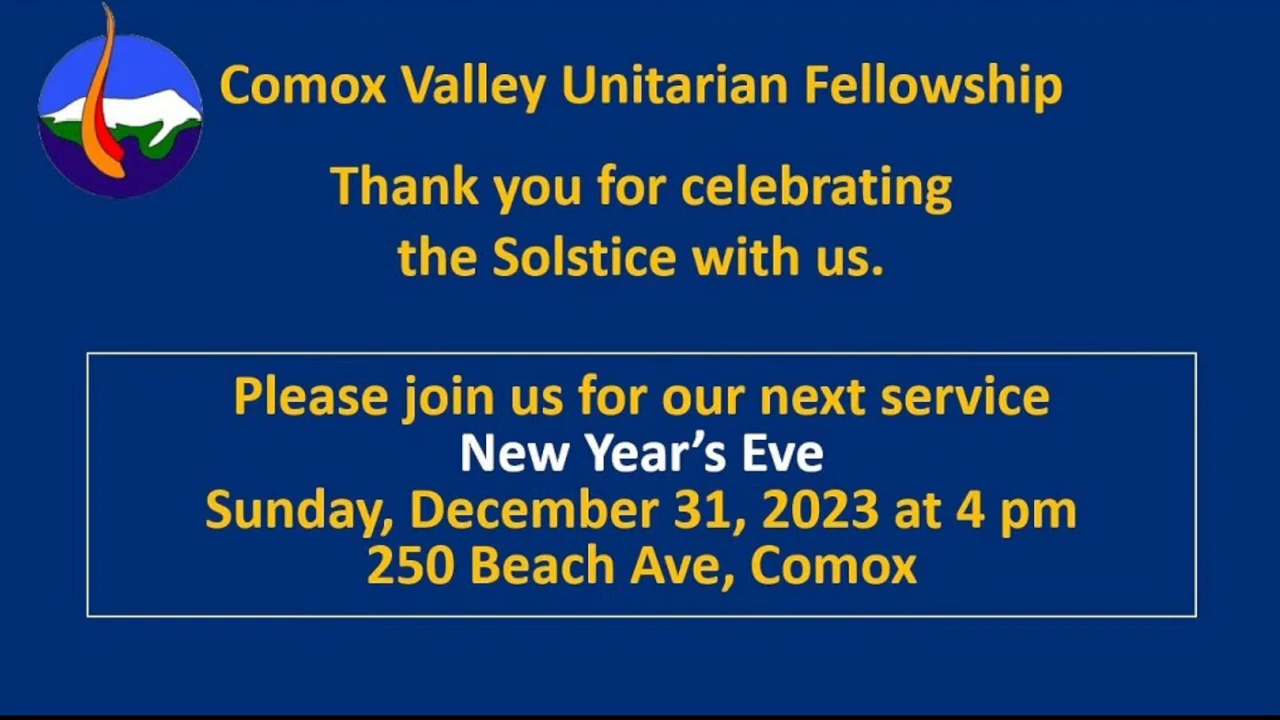 Comox Valley Unitarian Fellowship
Thank you for celebrating
the Solstice with us.
Please join us for our next service
New Year’s Eve
Sunday, December 31, 2023 at 4 pm
250 Beach Ave, Comox